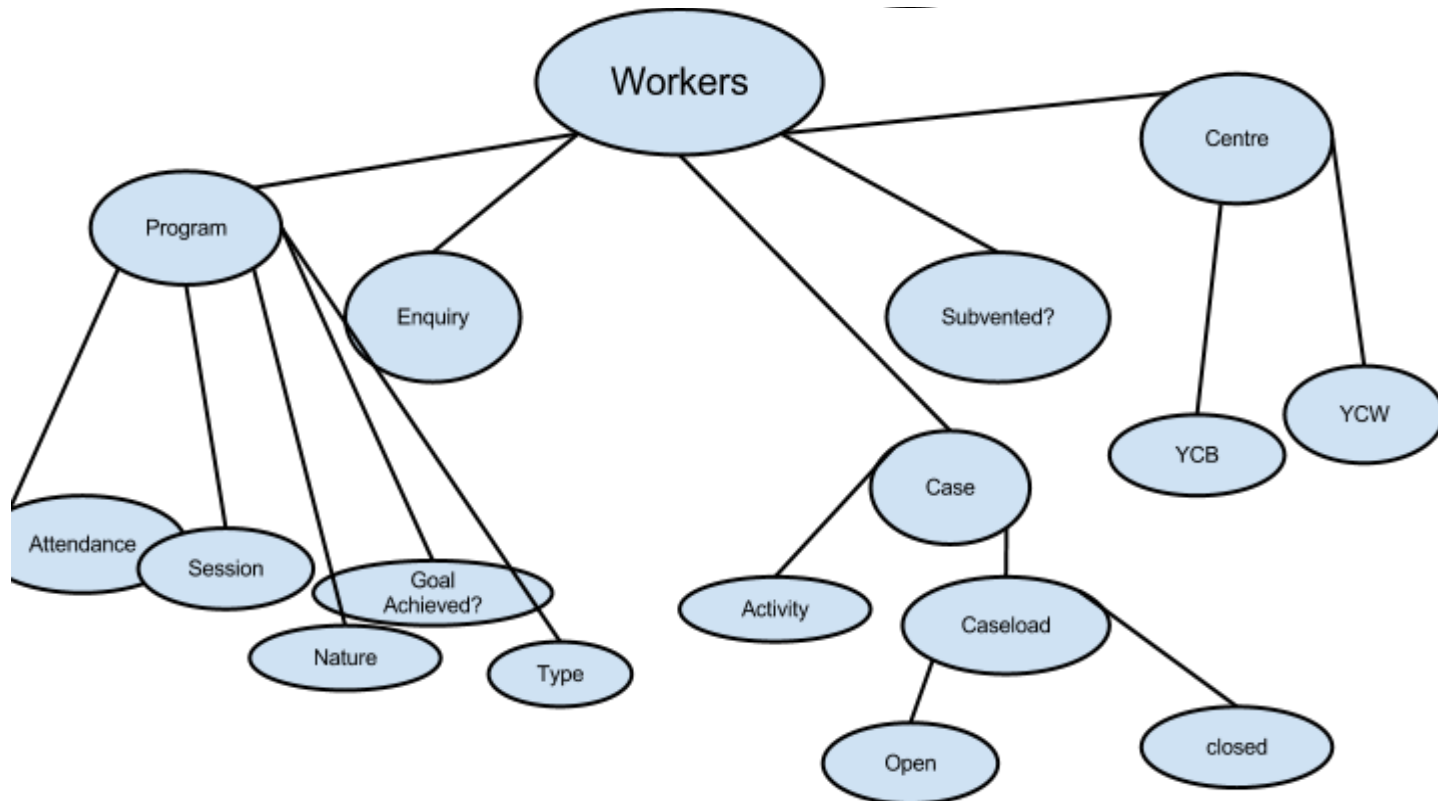 Workers
Centre
Program
Enquiry
Subvented?
YCW
YCB
Case
Attendance
Session
Goal
Achieved?
Activity
Caseload
Nature
Type
Open
closed